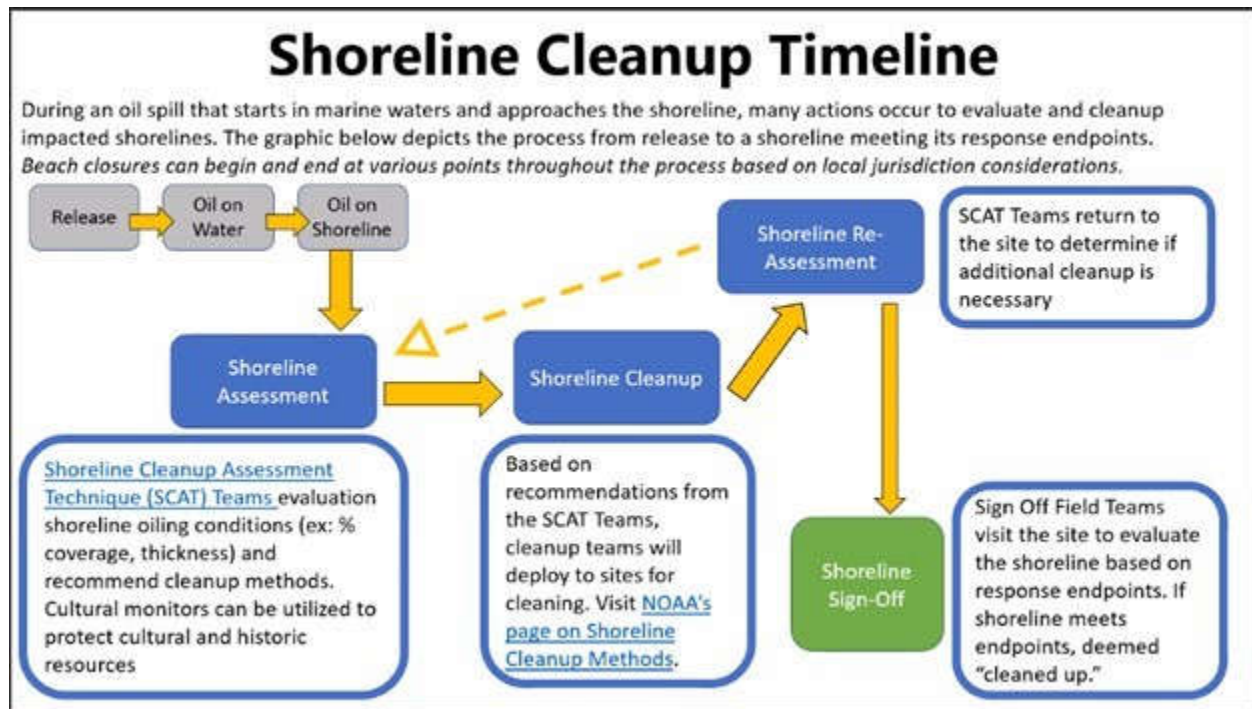 Shoreline Cleanup Timeline
During an oil spill that starts in marine waters and approaches the shoreline, many actions occur to evaluate and cleanup
impacted shorelines. The graphic below depicts the process from release to a shoreline meeting its response endpoints.
Beach closures can begin and end at various points throughout the process based on local jurisdiction considerations.
Release
Oil on
Water
Oil on
Shoreline
Shoreline Re-
Assessment
SCAT Teams return to
the site to determine if
additional cleanup is
necessary
Shoreline
Assessment
Shoreline Cleanup
Shoreline Cleanup Assessment
Technique (SCAT) Teams evaluation
shoreline oiling conditions (ex: %
coverage, thickness) and
recommend cleanup methods.
Cultural monitors can be utilized to
protect cultural and historic
resources
Based on
recommendations from
the SCAT Teams,
cleanup teams will
deploy to sites for
cleaning. Visit NOAA's
page on Shoreline
Cleanup Methods.
Shoreline
Sign-Off
Sign Off Field Teams
visit the site to evaluate
the shoreline based on
response endpoints. If
shoreline meets
endpoints, deemed
“cleaned up.”